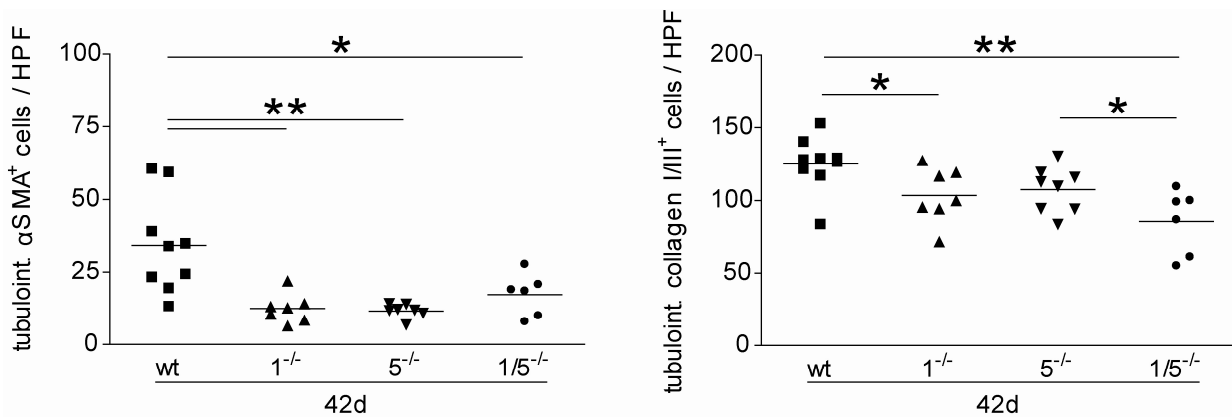 tubuloint. αSMA⁺ cells / HPF
100
75
50
25
0
*
**
wt 1⁻/⁻ 5⁻/⁻ 1/5⁻/⁻
42d
tubuloint. collagen I/III⁺ cells / HPF
200
150
100
50
0
**
*
*
wt 1⁻/⁻ 5⁻/⁻ 1/5⁻/⁻
42d